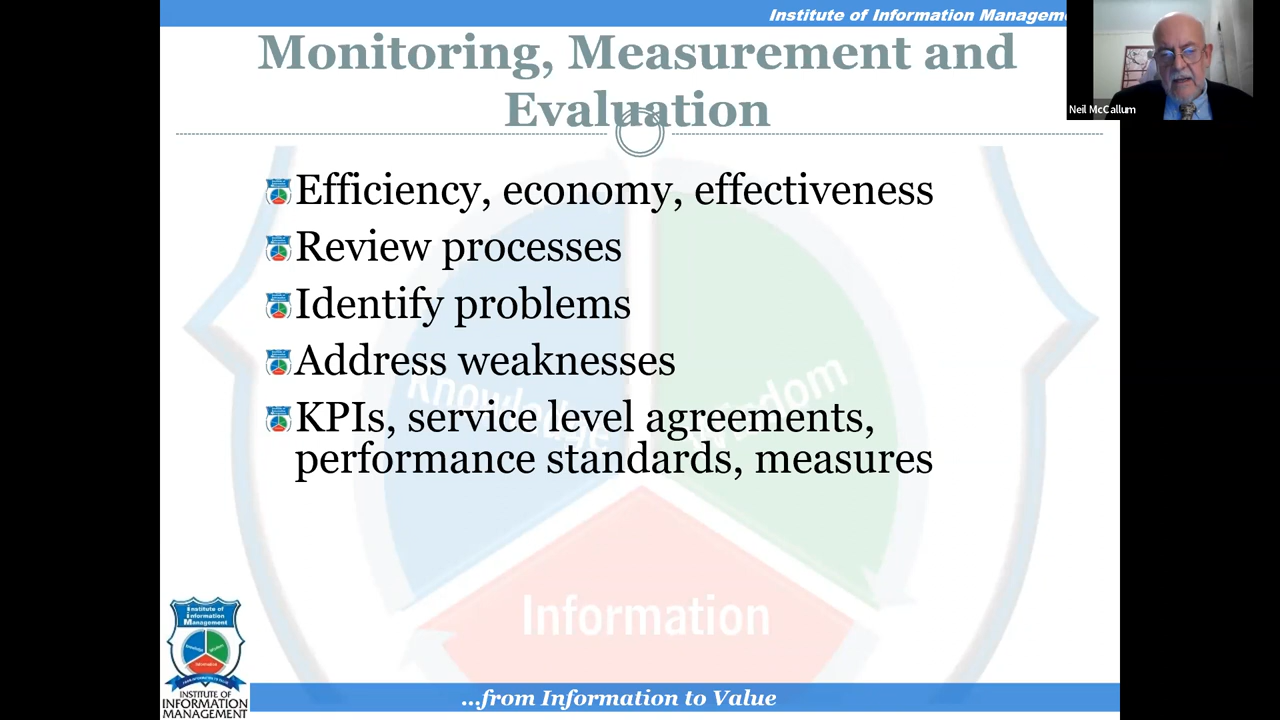 Institute of Information Managem
Monitoring, Measurement and
Evaluation
Neil McCallum
Efficiency, economy, effectiveness
Review processes
Identify problems
Address weaknesses
KPIs, service level agreements,
performance standards, measures
Knowledge
Wisdom
Information
Institute of
Information
Management
INSTITUTE OF
INFORMATION
MANAGEMENT
...from Information to Value